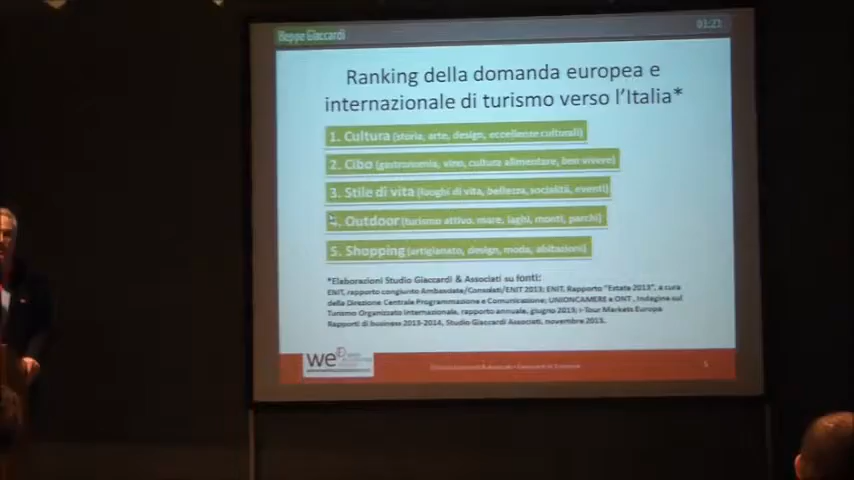 Beppe Giaccardi
01:21
Ranking della domanda europea e
internazionale di turismo verso l'Italia*
1. Cultura (storia, arte, design, eccellenze culturali)
2. Cibo (gastronomia, vino, cultura alimentare, ben vivere)
3. Stile di vita (luoghi di vita, bellezza, socialità, eventi)
4. Outdoor (turismo attivo, mare, laghi, monti, parchi)
5. Shopping (artigianato, design, moda, abitazioni)
*Elaborazioni Studio Giaccardi & Associati su fonti:
ENIT, rapporto congiunto Ambasciate/Consolati/ENIT 2013; ENIT, Rapporto "Estate 2013", a cura
della Direzione Centrale Programmazione e Comunicazione; UNIONCAMERE e ONT, Indagine sul
Turismo Organizzato Internazionale, rapporto annuale, giugno 2013; I-Tour Markets Europa
Rapporti di business 2013-2014, Studio Giaccardi Associati, novembre 2013.
we
5